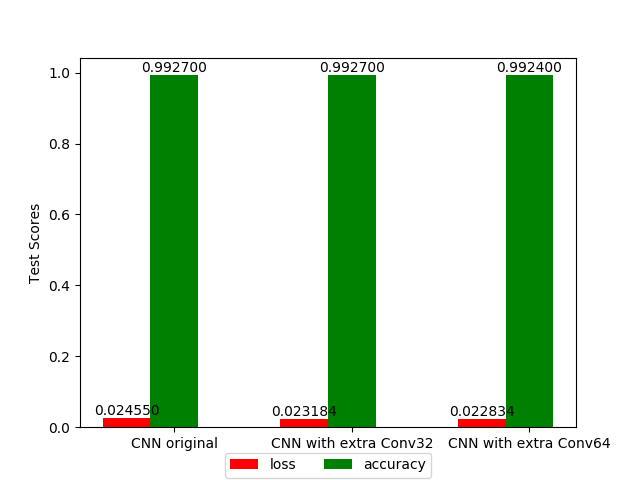 0.992700 0.992700 0.992400
1.0
0.8
0.6
0.4
0.2
0.0
Test Scores
0.024550 0.023184 0.022834
CNN original CNN with extra Conv32 CNN with extra Conv64
loss accuracy